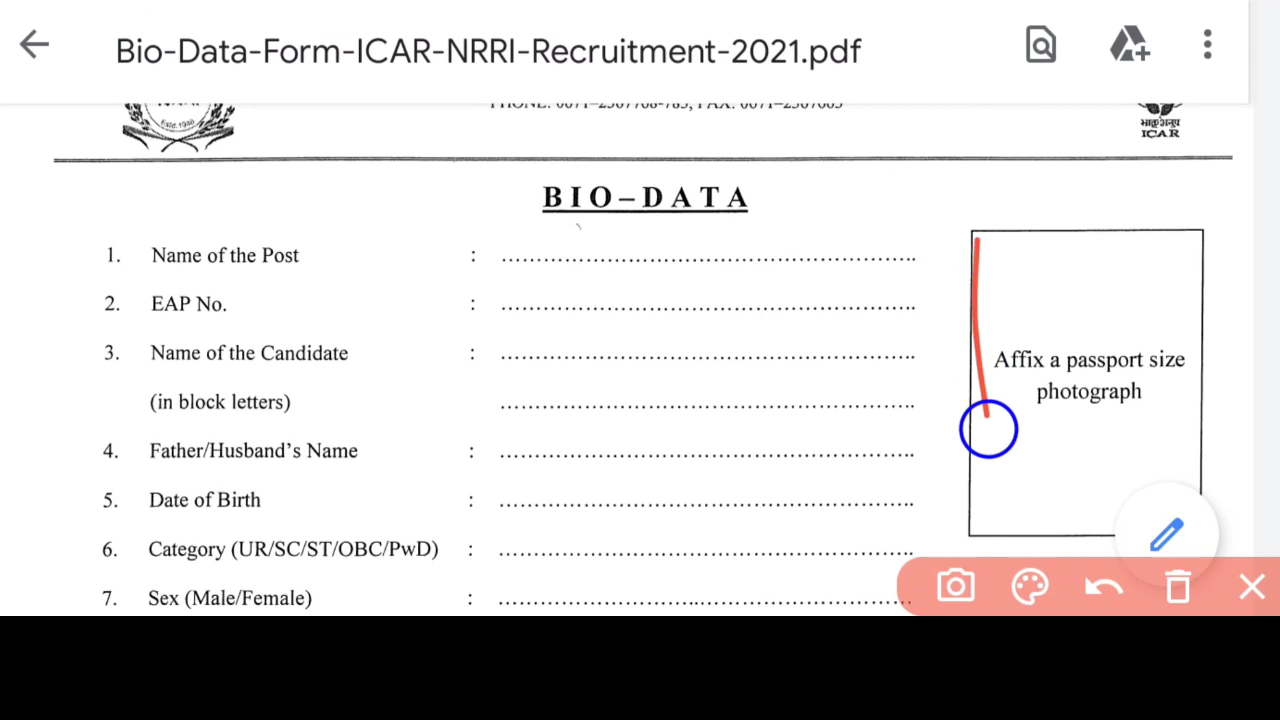 Bio-Data-Form-ICAR-NRRI-Recruitment-2021.pdf
Estd. 1946
ICAR
BIO–DATA
1. Name of the Post : ..........................................................
2. EAP No. : ..........................................................
3. Name of the Candidate : ..........................................................
(in block letters) ..........................................................
4. Father/Husband's Name : ..........................................................
5. Date of Birth : ..........................................................
6. Category (UR/SC/ST/OBC/PwD) : ..........................................................
7. Sex (Male/Female) : ..........................................................
Affix a passport size
photograph